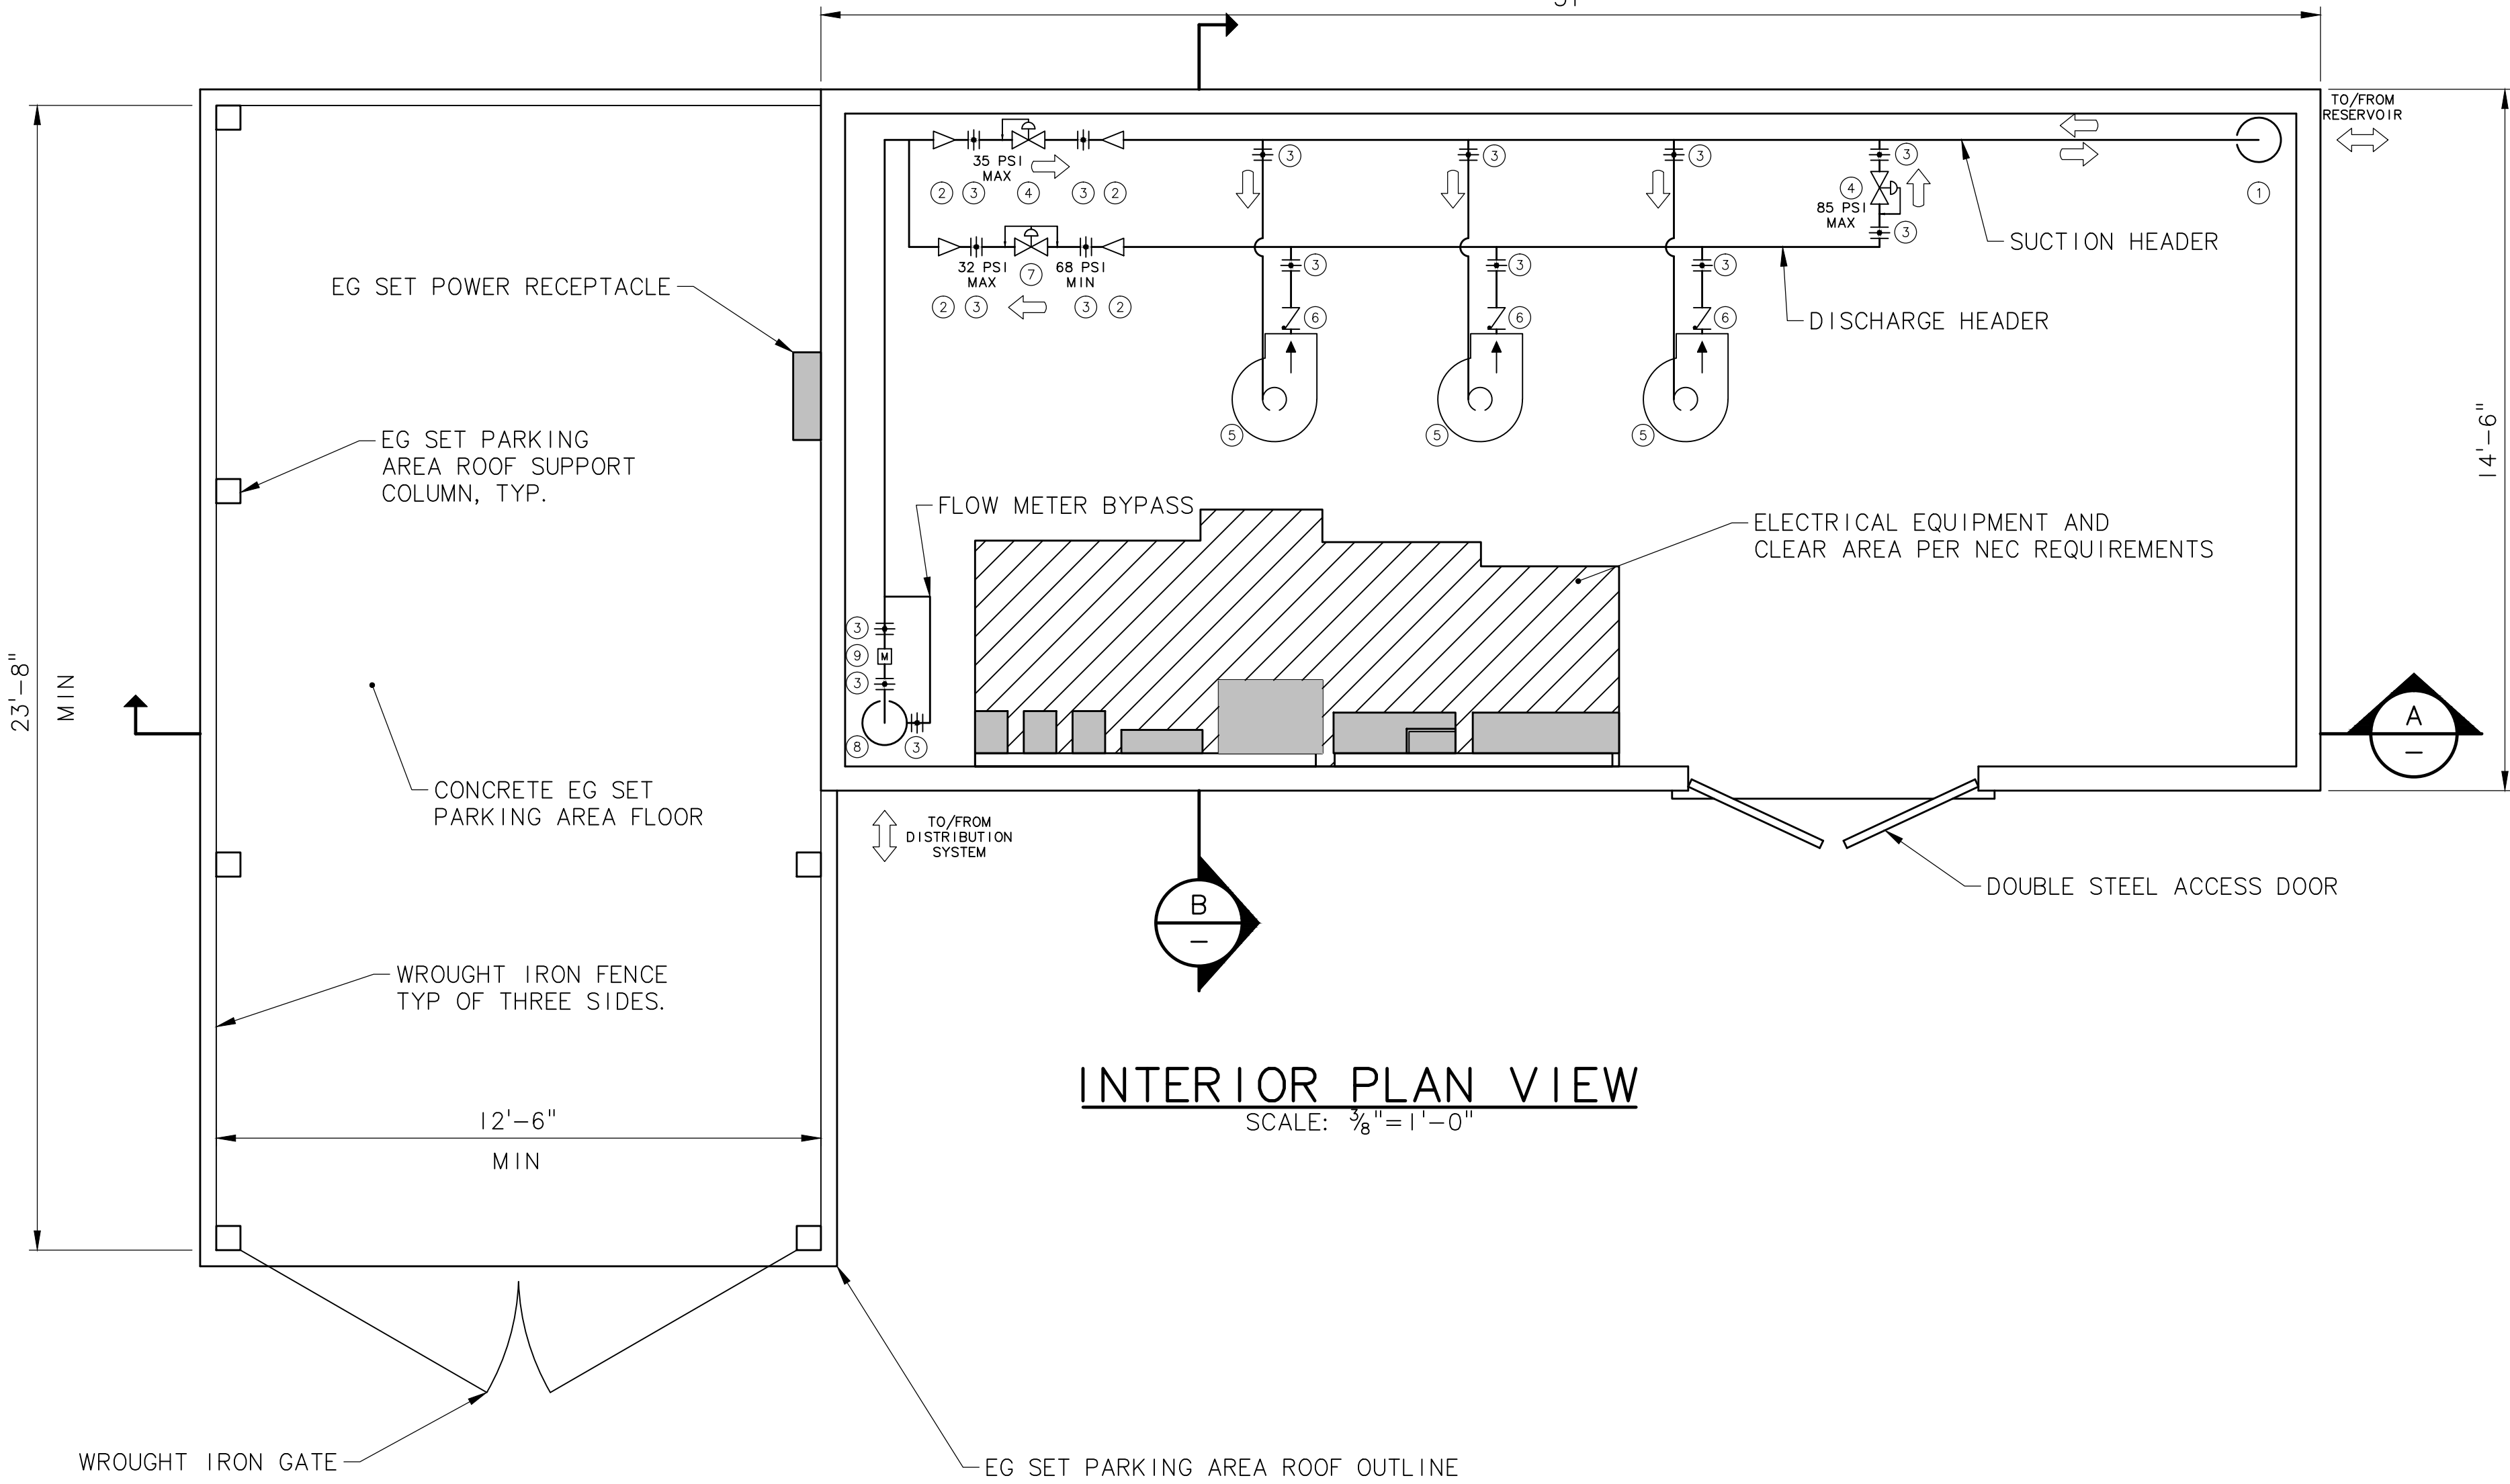 TO/FROM
RESERVOIR
35 PSI
MAX
3
3
3
3
2
3
4
3
2
4
1
85 PSI
MAX
3
SUCTION HEADER
32 PSI
MAX
7
68 PSI
MIN
3
3
3
2
3
3
2
6
6
6
DISCHARGE HEADER
EG SET POWER RECEPTACLE
5
5
5
14'-6"
EG SET PARKING
AREA ROOF SUPPORT
COLUMN, TYP.
FLOW METER BYPASS
ELECTRICAL EQUIPMENT AND
CLEAR AREA PER NEC REQUIREMENTS
3
9
M
3
8
3
23'-8"
MIN
A
-
CONCRETE EG SET
PARKING AREA FLOOR
TO/FROM
DISTRIBUTION
SYSTEM
B
-
DOUBLE STEEL ACCESS DOOR
WROUGHT IRON FENCE
TYP OF THREE SIDES.
INTERIOR PLAN VIEW
SCALE: 3/8"=1'-0"
12'-6"
MIN
WROUGHT IRON GATE
EG SET PARKING AREA ROOF OUTLINE